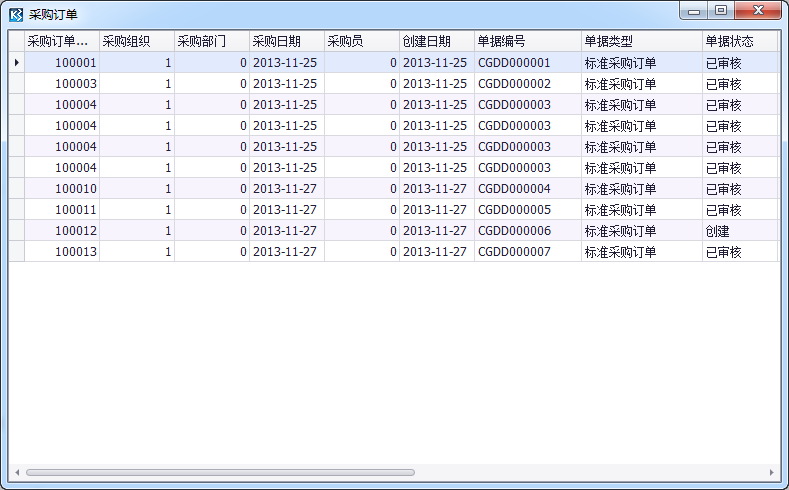 采购订单
采购订单... 采购组织 采购部门 采购日期 采购员 创建日期 单据编号 单据类型 单据状态
100001 1 0 2013-11-25 0 2013-11-25 CGDD000001 标准采购订单 已审核
100003 1 0 2013-11-25 0 2013-11-25 CGDD000002 标准采购订单 已审核
100004 1 0 2013-11-25 0 2013-11-25 CGDD000003 标准采购订单 已审核
100004 1 0 2013-11-25 0 2013-11-25 CGDD000003 标准采购订单 已审核
100004 1 0 2013-11-25 0 2013-11-25 CGDD000003 标准采购订单 已审核
100004 1 0 2013-11-25 0 2013-11-25 CGDD000003 标准采购订单 已审核
100010 1 0 2013-11-27 0 2013-11-27 CGDD000004 标准采购订单 已审核
100011 1 0 2013-11-27 0 2013-11-27 CGDD000005 标准采购订单 已审核
100012 1 0 2013-11-27 0 2013-11-27 CGDD000006 标准采购订单 创建
100013 1 0 2013-11-27 0 2013-11-27 CGDD000007 标准采购订单 已审核